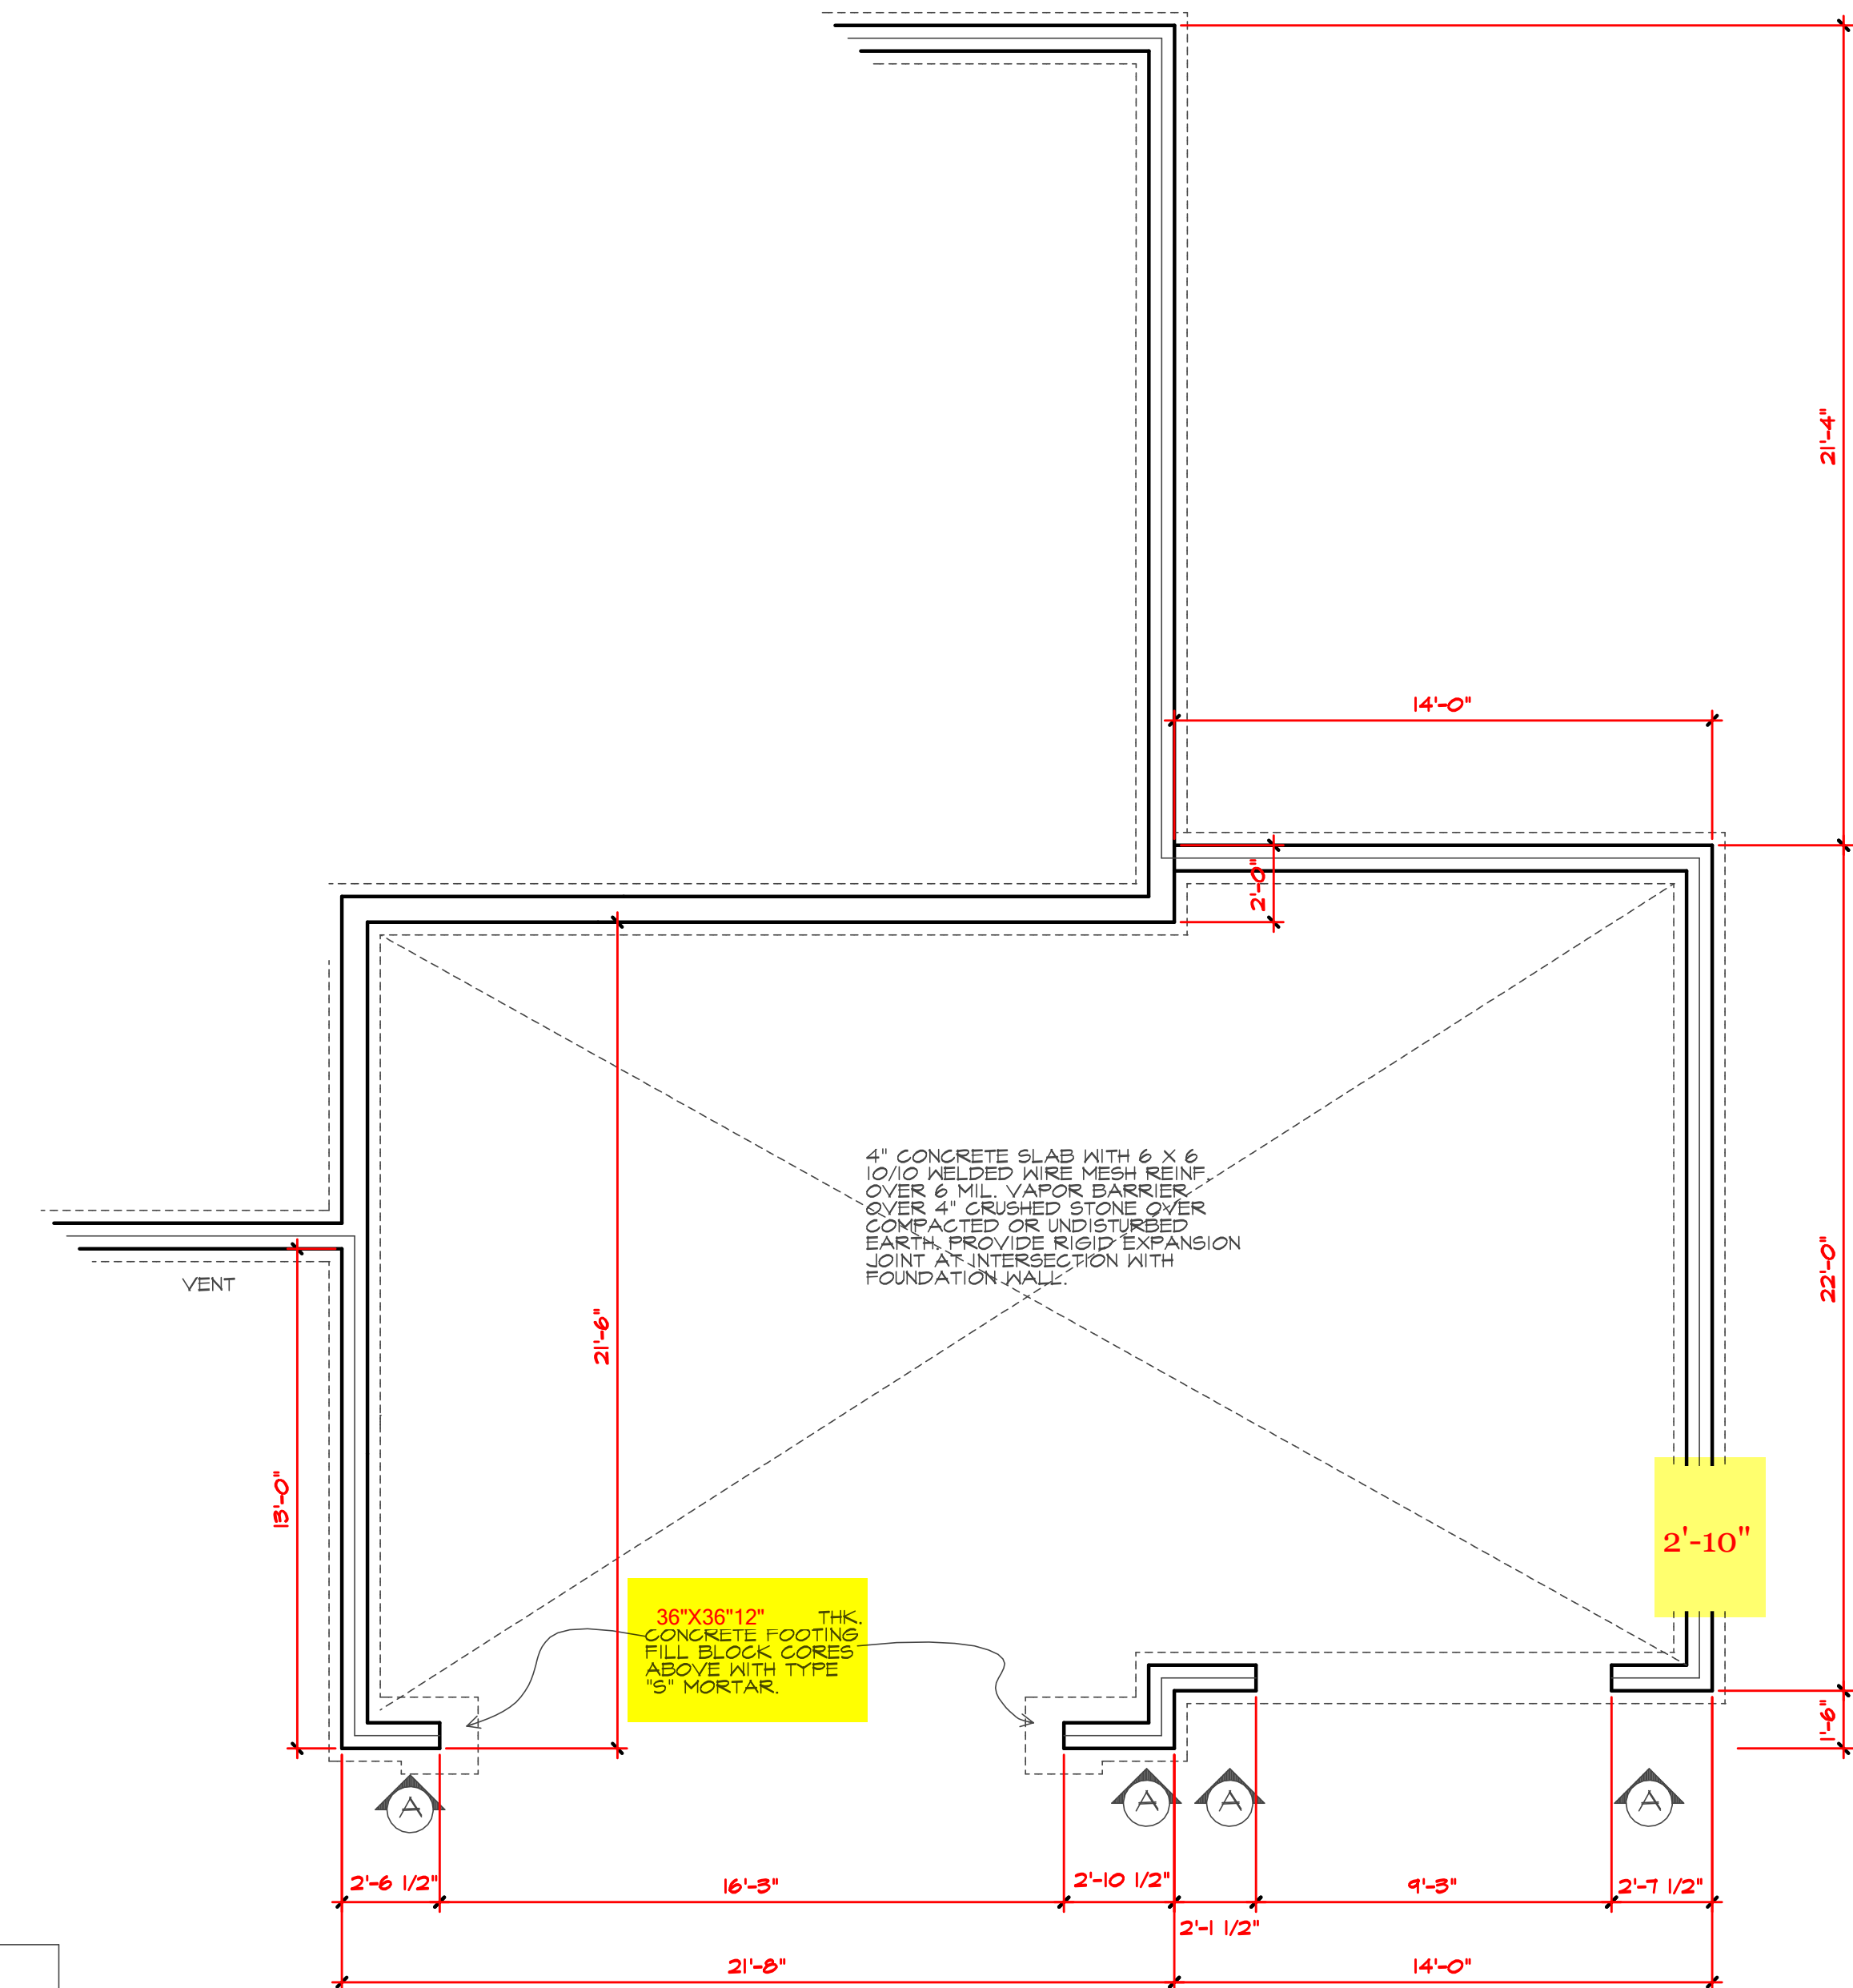 21'-4"
14'-0"
2'-0"
4" CONCRETE SLAB WITH 6 X 6
10/10 WELDED WIRE MESH REINF.
OVER 6 MIL. VAPOR BARRIER
OVER 4" CRUSHED STONE OVER
COMPACTED OR UNDISTURBED
EARTH. PROVIDE RIGID EXPANSION
JOINT AT INTERSECTION WITH
FOUNDATION WALL.
22'-0"
VENT
21'-6"
13'-0"
2'-10"
36"X36"12" THK.
CONCRETE FOOTING
FILL BLOCK CORES
ABOVE WITH TYPE
"S" MORTAR.
1'-6"
A A A A
2'-6 1/2" 16'-3" 2'-10 1/2" 9'-3" 2'-7 1/2"
2'-1 1/2"
21'-8" 14'-0"